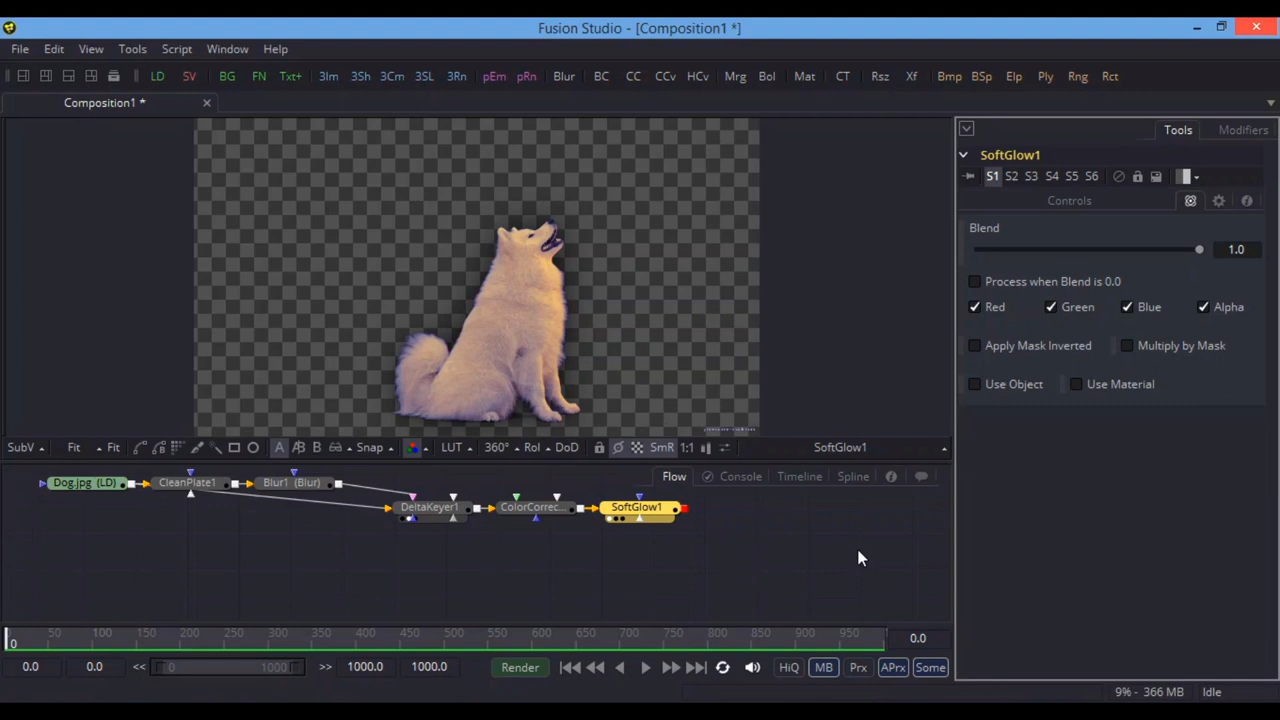 Fusion Studio - [Composition1 *]
File Edit View Tools Script Window Help
LD SV BG FN Txt+ 3Im 3Sh 3Cm 3SL 3Rn pEm pRn Blur BC CC CCv HCv Mrg Bol Mat CT Rsz Xf Bmp BSp Elp Ply Rng Rct
Composition1 *
Tools Modifiers
SoftGlow1
S1 S2 S3 S4 S5 S6
Controls
Blend
1.0
Process when Blend is 0.0
Red Green Blue Alpha
Apply Mask Inverted Multiply by Mask
Use Object Use Material
SubV Fit Fit A A B B Snap LUT 360° RoI DoD SmR 1:1 SoftGlow1
Flow Console Timeline Spline
Dog.jpg (LD) CleanPlate1 Blur1 (Blur)
DeltaKeyer1 ColorCorrec... SoftGlow1
0 50 100 150 200 250 300 350 400 450 500 550 600 650 700 750 800 850 900 950
0 0.0
0.0 0.0 << 0 1000 >> 1000.0 1000.0 Render HiQ MB Prx APrx Some
9% - 366 MB Idle